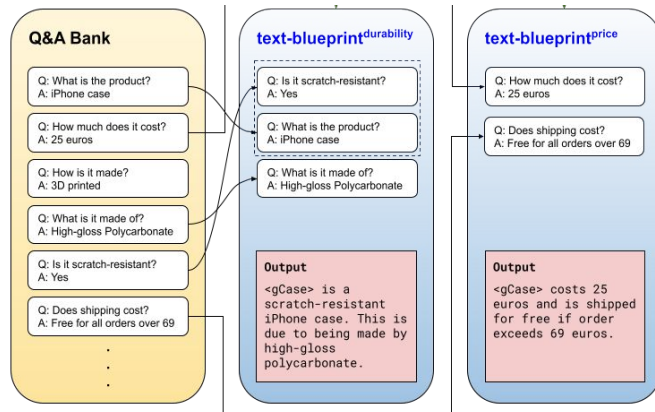 Q&A Bank
Q: What is the product?
A: iPhone case
Q: How much does it cost?
A: 25 euros
Q: How is it made?
A: 3D printed
Q: What is it made of?
A: High-gloss Polycarbonate
Q: Is it scratch-resistant?
A: Yes
Q: Does shipping cost?
A: Free for all orders over 69
.
.
.
text-blueprint^durability
Q: Is it scratch-resistant?
A: Yes
Q: What is the product?
A: iPhone case
Q: What is it made of?
A: High-gloss Polycarbonate
Output
<gCase> is a
scratch-resistant
iPhone case. This is
due to being made by
high-gloss
polycarbonate.
text-blueprint^price
Q: How much does it cost?
A: 25 euros
Q: Does shipping cost?
A: Free for all orders over 69
Output
<gCase> costs 25
euros and is shipped
for free if order
exceeds 69 euros.